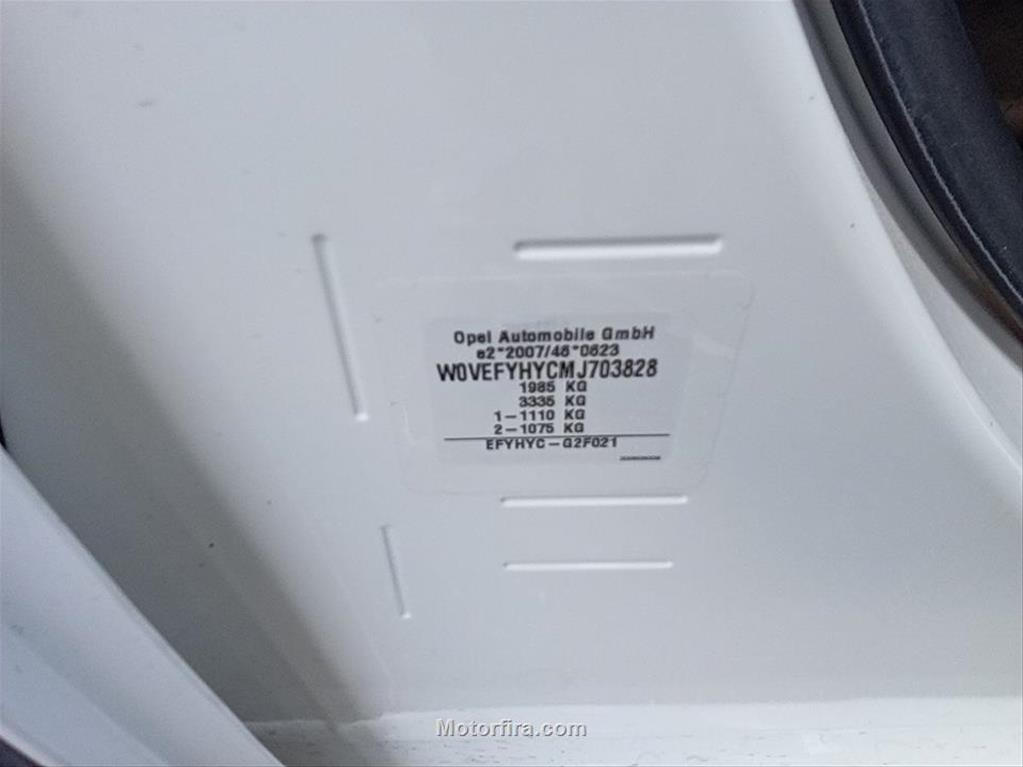 Opel Automobile GmbH
e2*2007/46*0623
W0VEFYHYCMJ703828
1985 KG
3335 KG
1-1110 KG
2-1075 KG
EFYHYC-G2F021
Motorfira.com